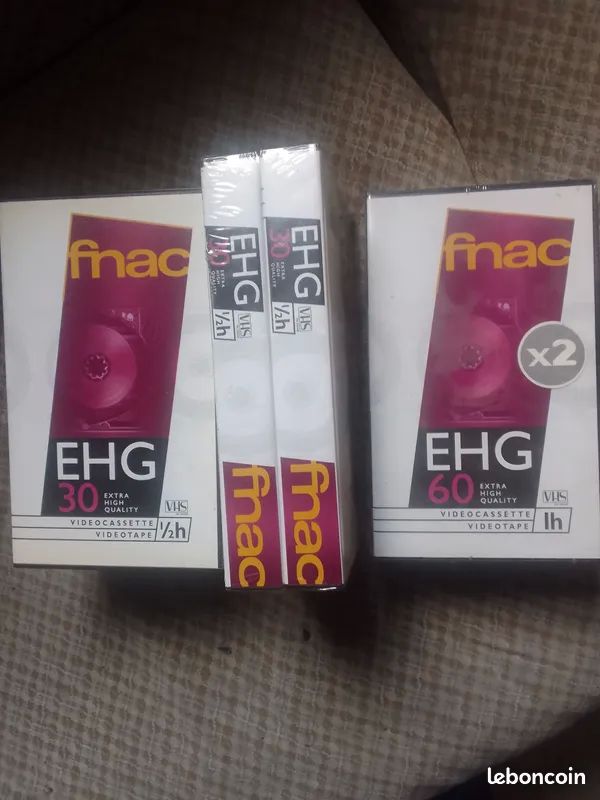 fnac
EHG
30 EXTRA
HIGH
QUALITY
VHS
VIDEOCASSETTE
VIDEOTAPE
½h
EHG
30 EXTRA
HIGH
QUALITY
VHS
½h
fnac
EHG
30 EXTRA
HIGH
QUALITY
VHS
½h
fnac
fnac
x2
EHG
60 EXTRA
HIGH
QUALITY
VHS
VIDEOCASSETTE
VIDEOTAPE
1h
leboncoin